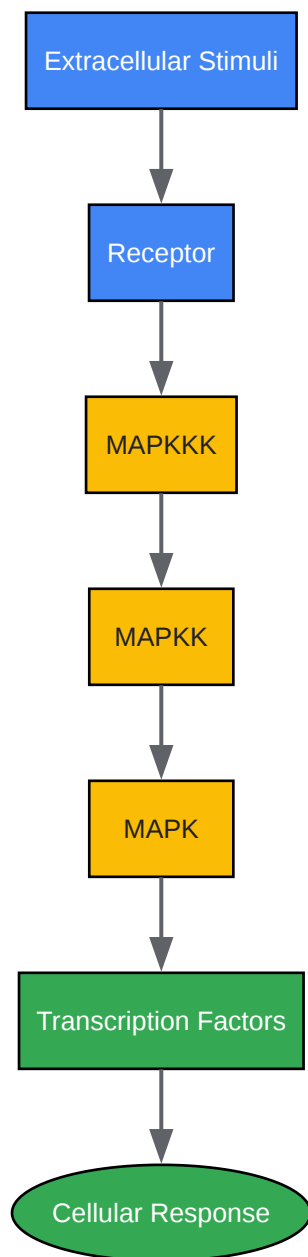 Extracellular Stimuli
Receptor
MAPKKK
MAPKK
MAPK
Transcription Factors
Cellular Response